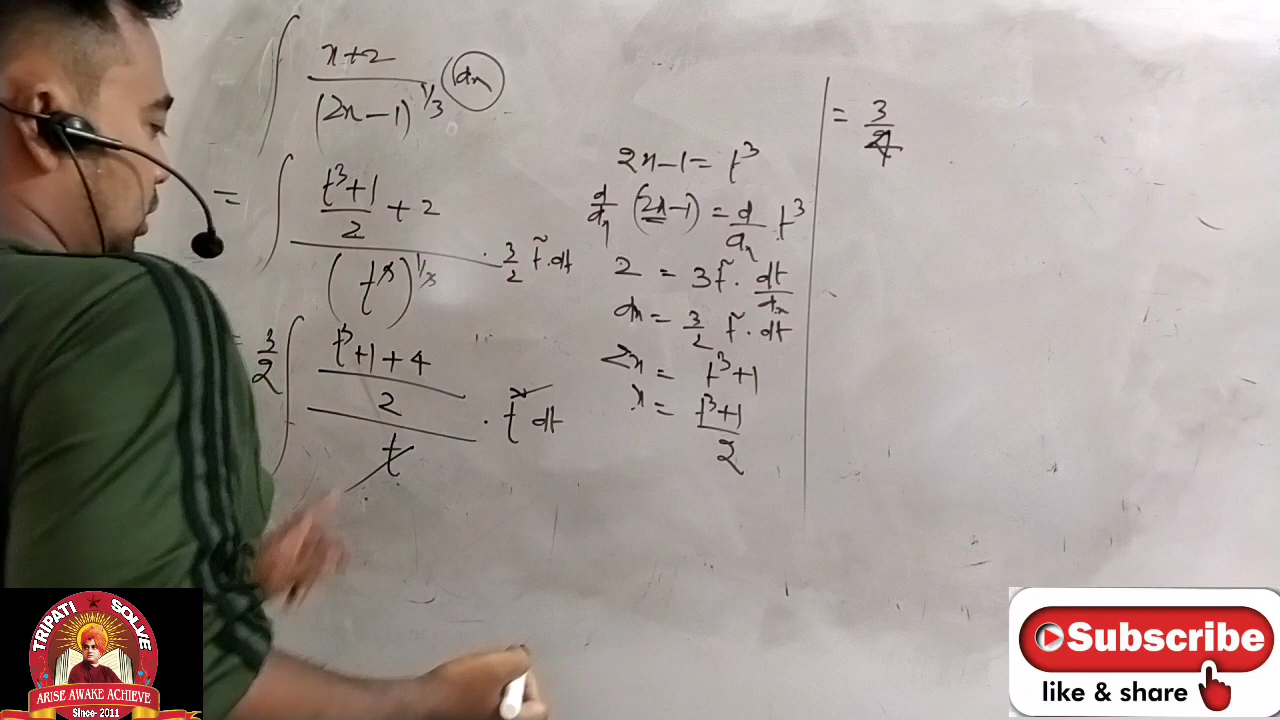 ∫ (x+2)/(2x-1)^1/3 dx
= ∫ ((t³+1)/2 + 2)/(t³)^1/3 · 3/2 t² · dt
= 3/2 ∫ ((t³+1+4)/2)/t · t² dt
2x-1 = t³
d/dx (2x-1) = d/dx t³
2 = 3t² · dt/dx
dx = 3/2 t² · dt
2x = t³+1
x = (t³+1)/2
= 3/4
TRIPATI ★ SOLVE
ARISE AWAKE ACHIEVE
Since- 2011
Subscribe
like & share